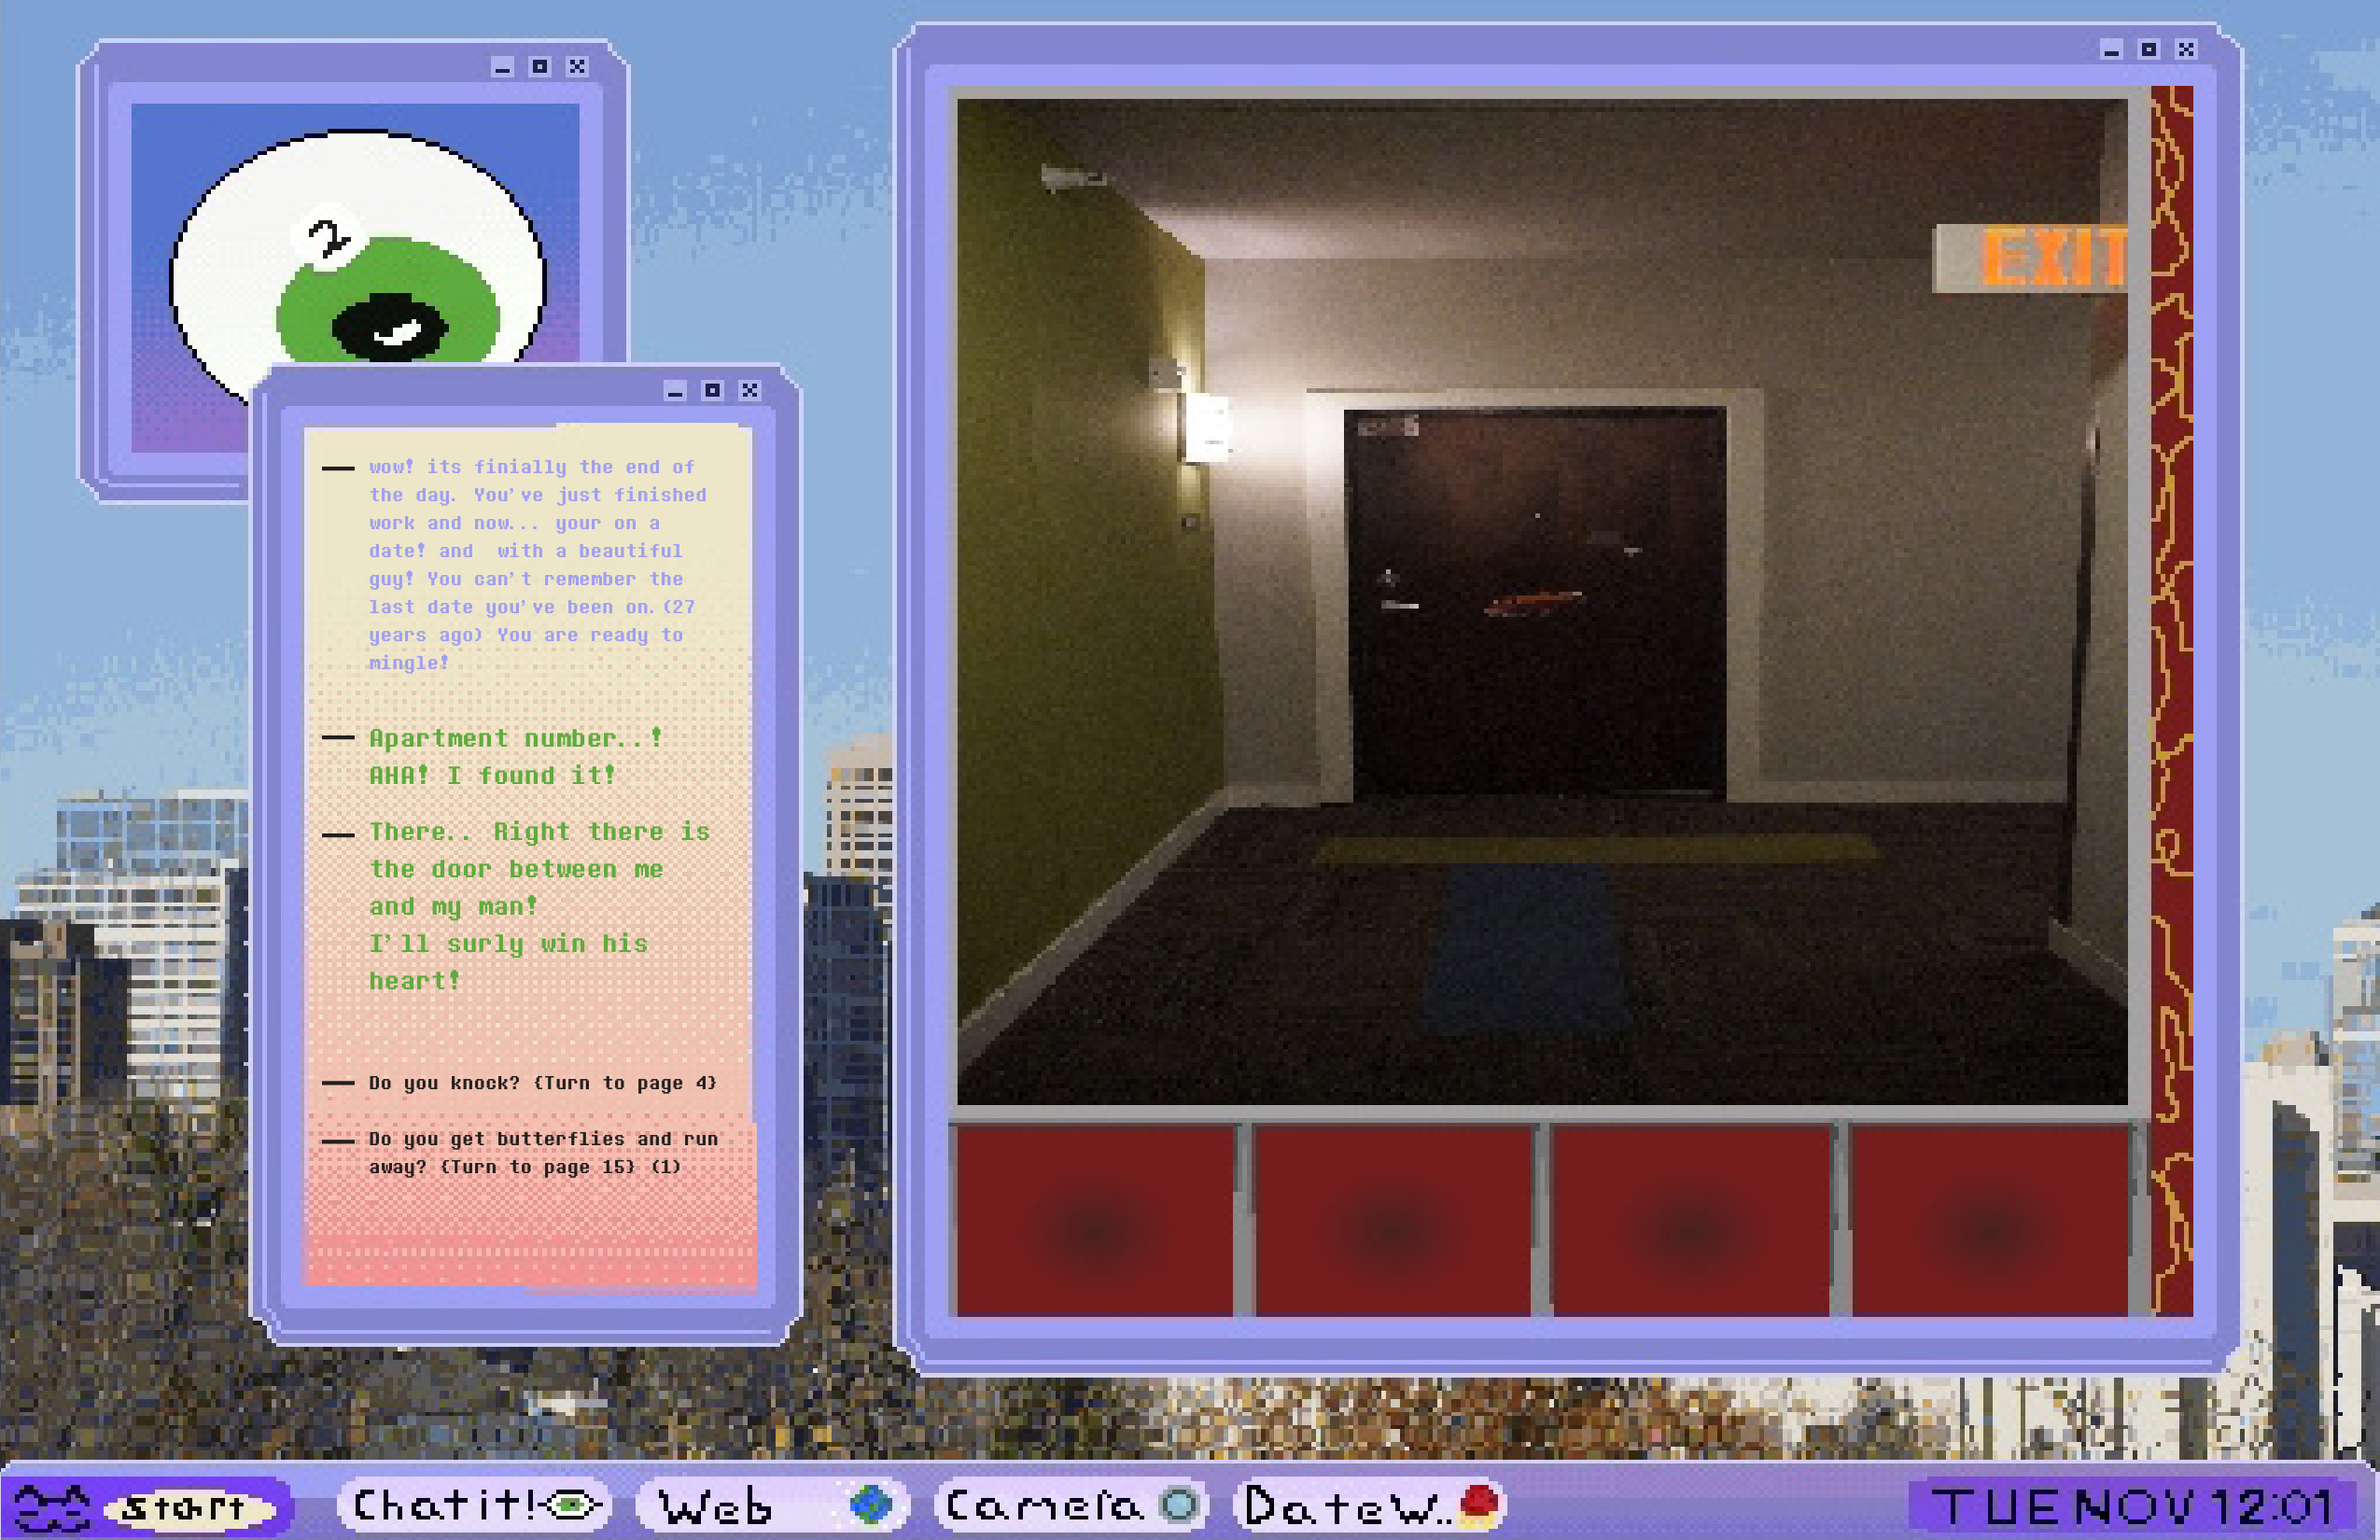 2
wow! its finially the end of
the day. You've just finished
work and now... your on a
date! and  with a beautiful
guy! You can't remember the
last date you've been on.(27
years ago) You are ready to
mingle!
Apartment number..!
AHA! I found it!
There.. Right there is
the door between me
and my man!
I'll surly win his
heart!
Do you knock? {Turn to page 4}
Do you get butterflies and run
away? {Turn to page 15} (1)
EXIT
start
Chatit!
Web
Camera
DateW..
TUE NOV 12:01